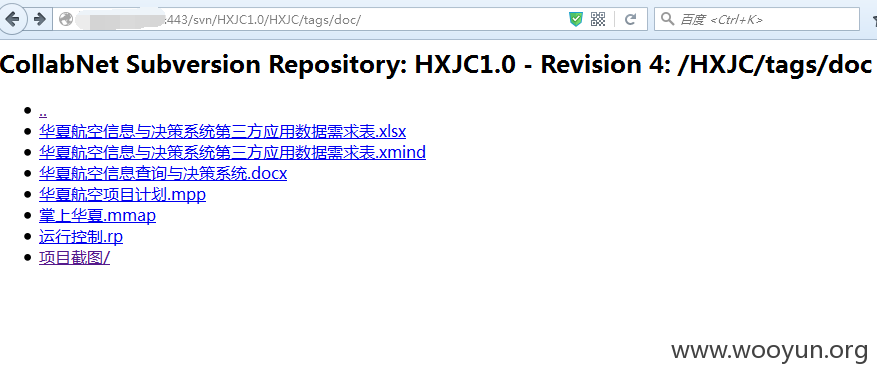 :443/svn/HXJC1.0/HXJC/tags/doc/
百度 <Ctrl+K>
CollabNet Subversion Repository: HXJC1.0 - Revision 4: /HXJC/tags/doc
..
华夏航空信息与决策系统第三方应用数据需求表.xlsx
华夏航空信息与决策系统第三方应用数据需求表.xmind
华夏航空信息查询与决策系统.docx
华夏航空项目计划.mpp
掌上华夏.mmap
运行控制.rp
项目截图/
www.wooyun.org